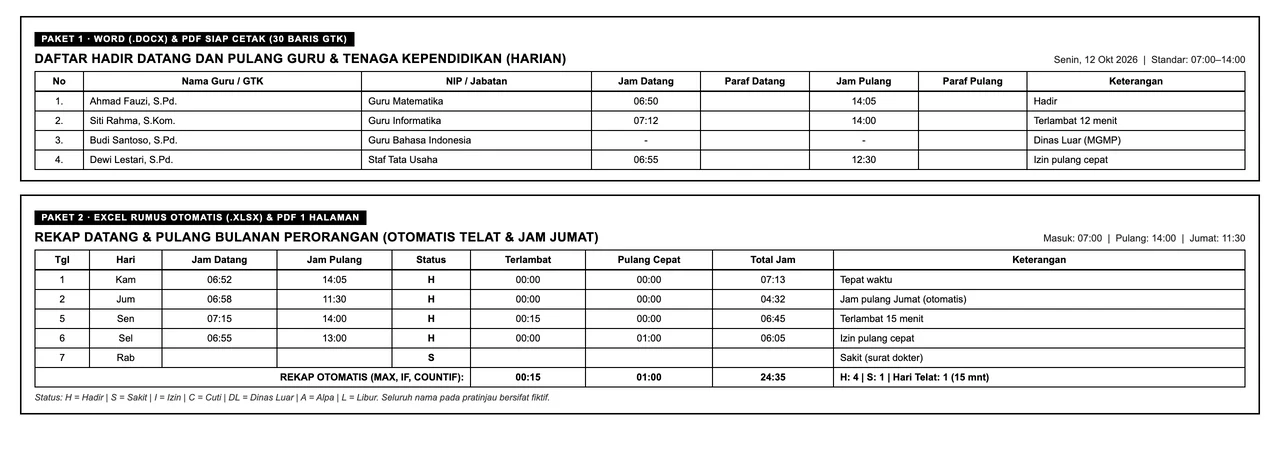 PAKET 1 · WORD (.DOCX) & PDF SIAP CETAK (30 BARIS GTK)
DAFTAR HADIR DATANG DAN PULANG GURU & TENAGA KEPENDIDIKAN (HARIAN) Senin, 12 Okt 2026 | Standar: 07:00–14:00
No Nama Guru / GTK NIP / Jabatan Jam Datang Paraf Datang Jam Pulang Paraf Pulang Keterangan
1. Ahmad Fauzi, S.Pd. Guru Matematika 06:50 14:05 Hadir
2. Siti Rahma, S.Kom. Guru Informatika 07:12 14:00 Terlambat 12 menit
3. Budi Santoso, S.Pd. Guru Bahasa Indonesia - - Dinas Luar (MGMP)
4. Dewi Lestari, S.Pd. Staf Tata Usaha 06:55 12:30 Izin pulang cepat
PAKET 2 · EXCEL RUMUS OTOMATIS (.XLSX) & PDF 1 HALAMAN
REKAP DATANG & PULANG BULANAN PERORANGAN (OTOMATIS TELAT & JAM JUMAT) Masuk: 07:00 | Pulang: 14:00 | Jumat: 11:30
Tgl Hari Jam Datang Jam Pulang Status Terlambat Pulang Cepat Total Jam Keterangan
1 Kam 06:52 14:05 H 00:00 00:00 07:13 Tepat waktu
2 Jum 06:58 11:30 H 00:00 00:00 04:32 Jam pulang Jumat (otomatis)
5 Sen 07:15 14:00 H 00:15 00:00 06:45 Terlambat 15 menit
6 Sel 06:55 13:00 H 00:00 01:00 06:05 Izin pulang cepat
7 Rab S Sakit (surat dokter)
REKAP OTOMATIS (MAX, IF, COUNTIF): 00:15 01:00 24:35 H: 4 | S: 1 | Hari Telat: 1 (15 mnt)
Status: H = Hadir | S = Sakit | I = Izin | C = Cuti | DL = Dinas Luar | A = Alpa | L = Libur. Seluruh nama pada pratinjau bersifat fiktif.